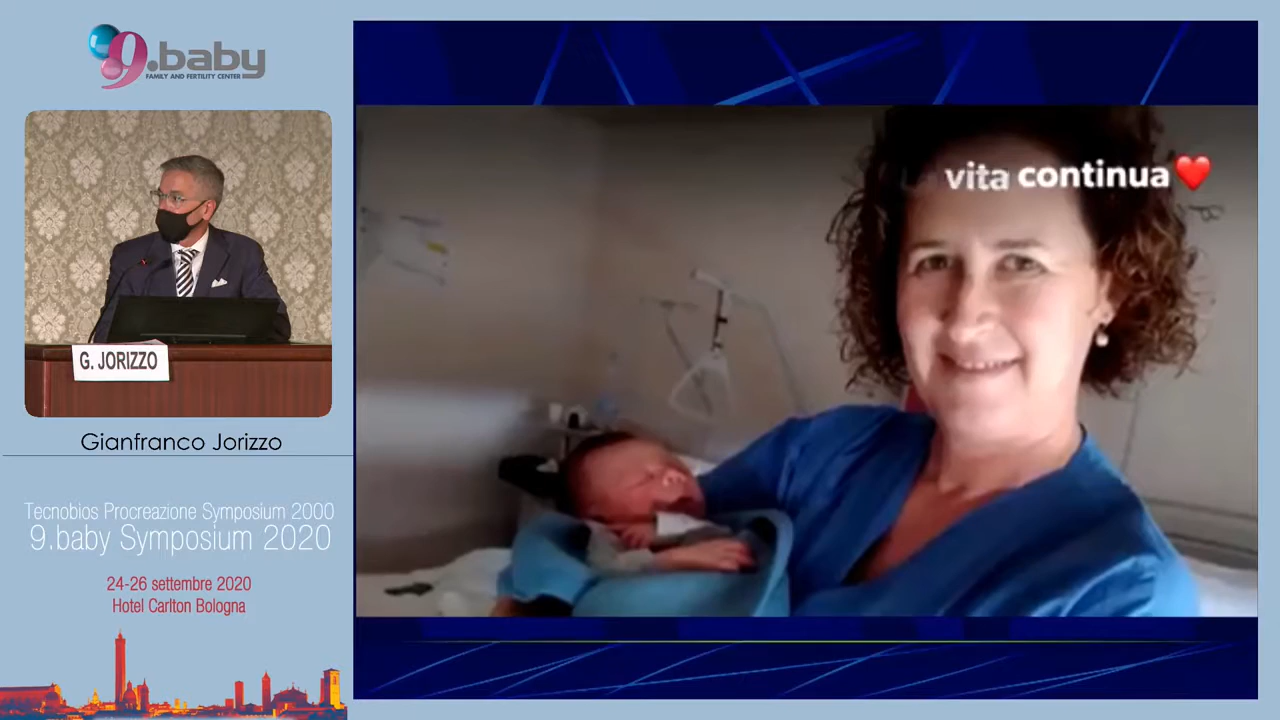 9.baby
FAMILY AND FERTILITY CENTER
G. JORIZZO
Gianfranco Jorizzo
Tecnobios Procreazione Symposium 2000
9.baby Symposium 2020
24-26 settembre 2020
Hotel Carlton Bologna
vita continua❤️